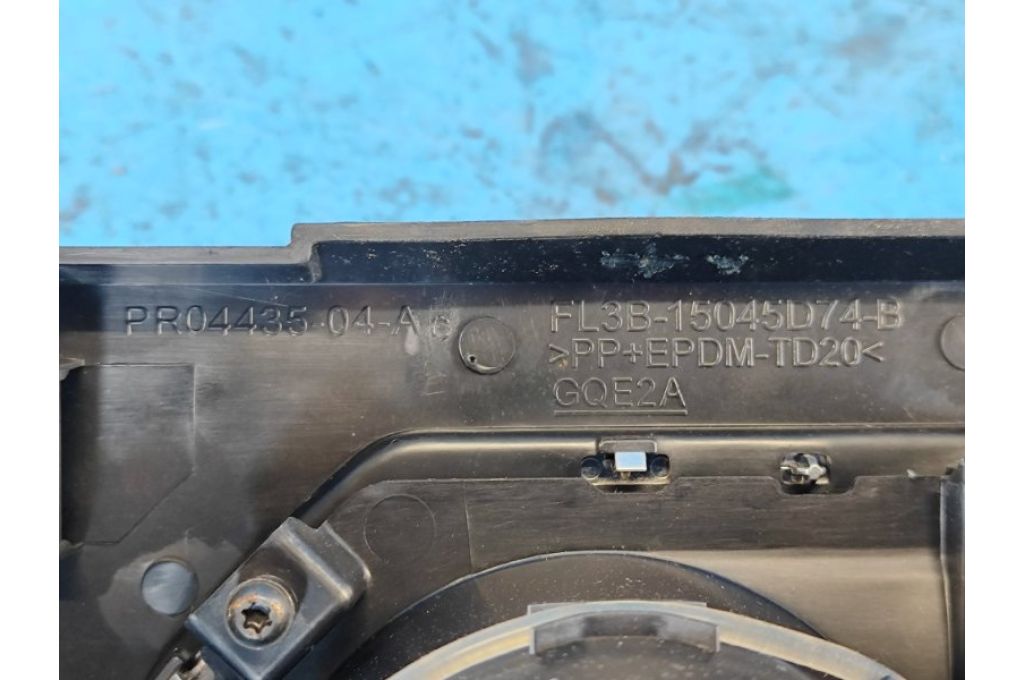 PR04435-04-A
FL3B-15045D74-B
>PP+EPDM-TD20<
GQE2A